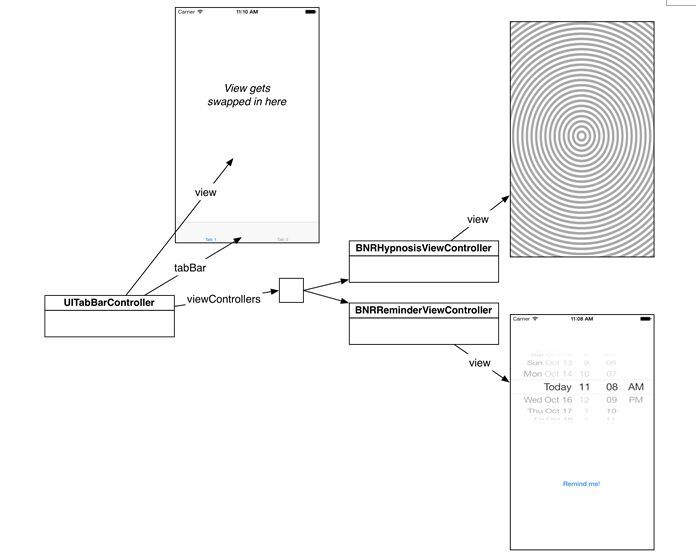 Carrier 11:10 AM
View gets
swapped in here
view
Tab 1 Tab 2
tabBar
viewControllers
UITabBarController
BNRHypnosisViewController
view
BNRReminderViewController
view
Carrier 11:08 AM
Sun Oct 13 9 06
Mon Oct 14 10 07
Today 11 08 AM
Wed Oct 16 12 09 PM
Thu Oct 17 1 10
Remind me!